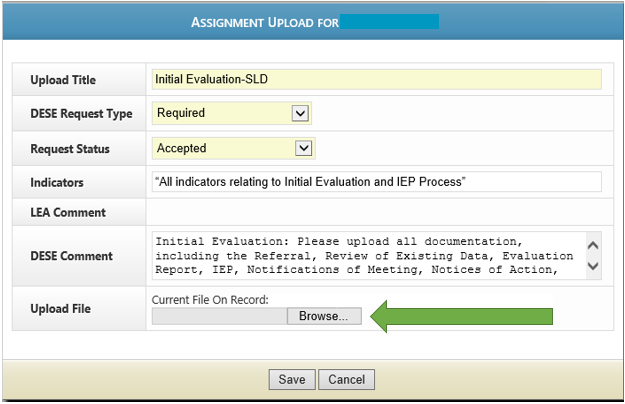 ASSIGNMENT UPLOAD FOR
Upload Title
Initial Evaluation-SLD
DESE Request Type
Required
Request Status
Accepted
Indicators
“All indicators relating to Initial Evaluation and IEP Process”
LEA Comment
DESE Comment
Initial Evaluation: Please upload all documentation,
including the Referral, Review of Existing Data, Evaluation
Report, IEP, Notifications of Meeting, Notices of Action,
Upload File
Current File On Record:
Browse...
Save Cancel